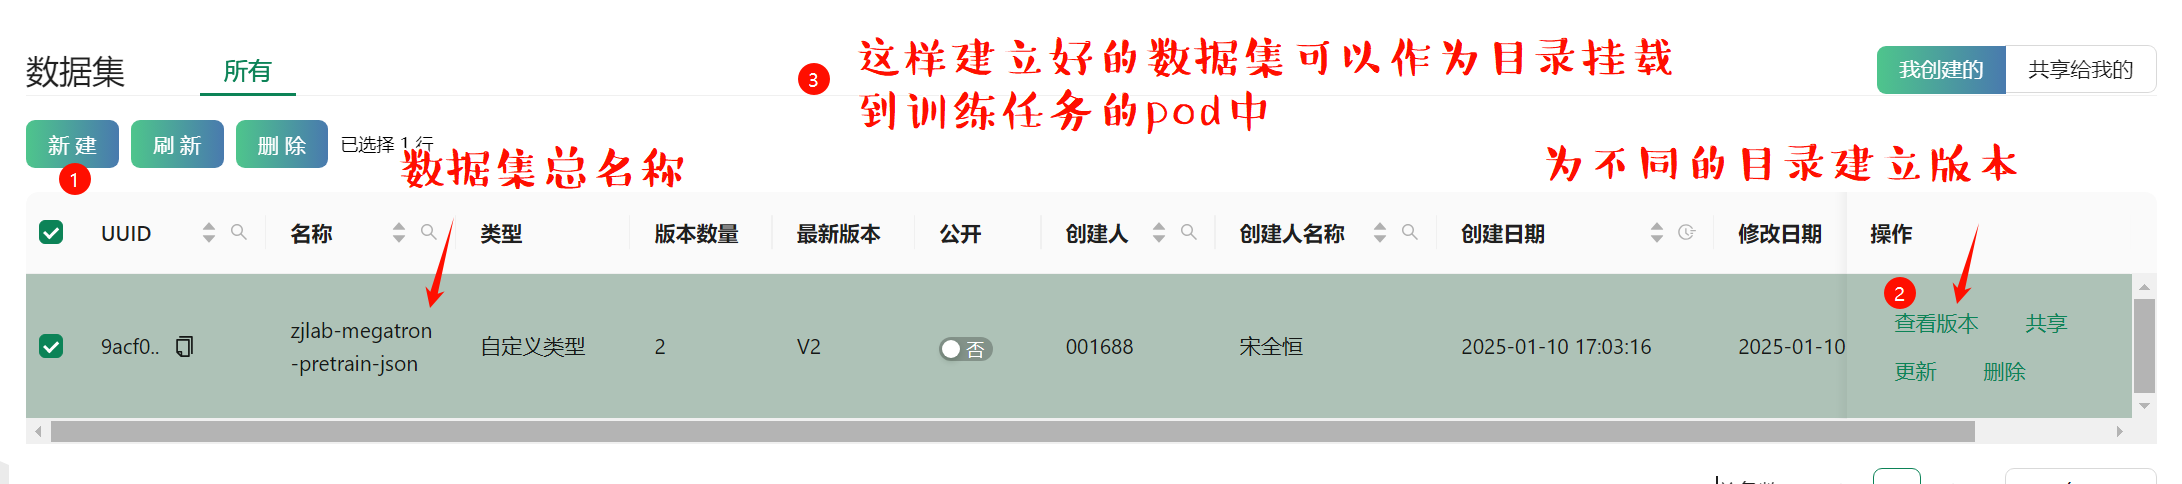 数据集
所有
3
这样建立好的数据集可以作为目录挂载
到训练任务的pod中
我创建的
共享给我的
新建
刷新
删除
已选择 1 行
1
数据集总名称
为不同的目录建立版本
UUID
名称
类型
版本数量
最新版本
公开
创建人
创建人名称
创建日期
修改日期
操作
2
9acf0..
zjlab-megatron
-pretrain-json
自定义类型
2
V2
否
001688
宋全恒
2025-01-10 17:03:16
2025-01-10
查看版本
共享
更新
删除